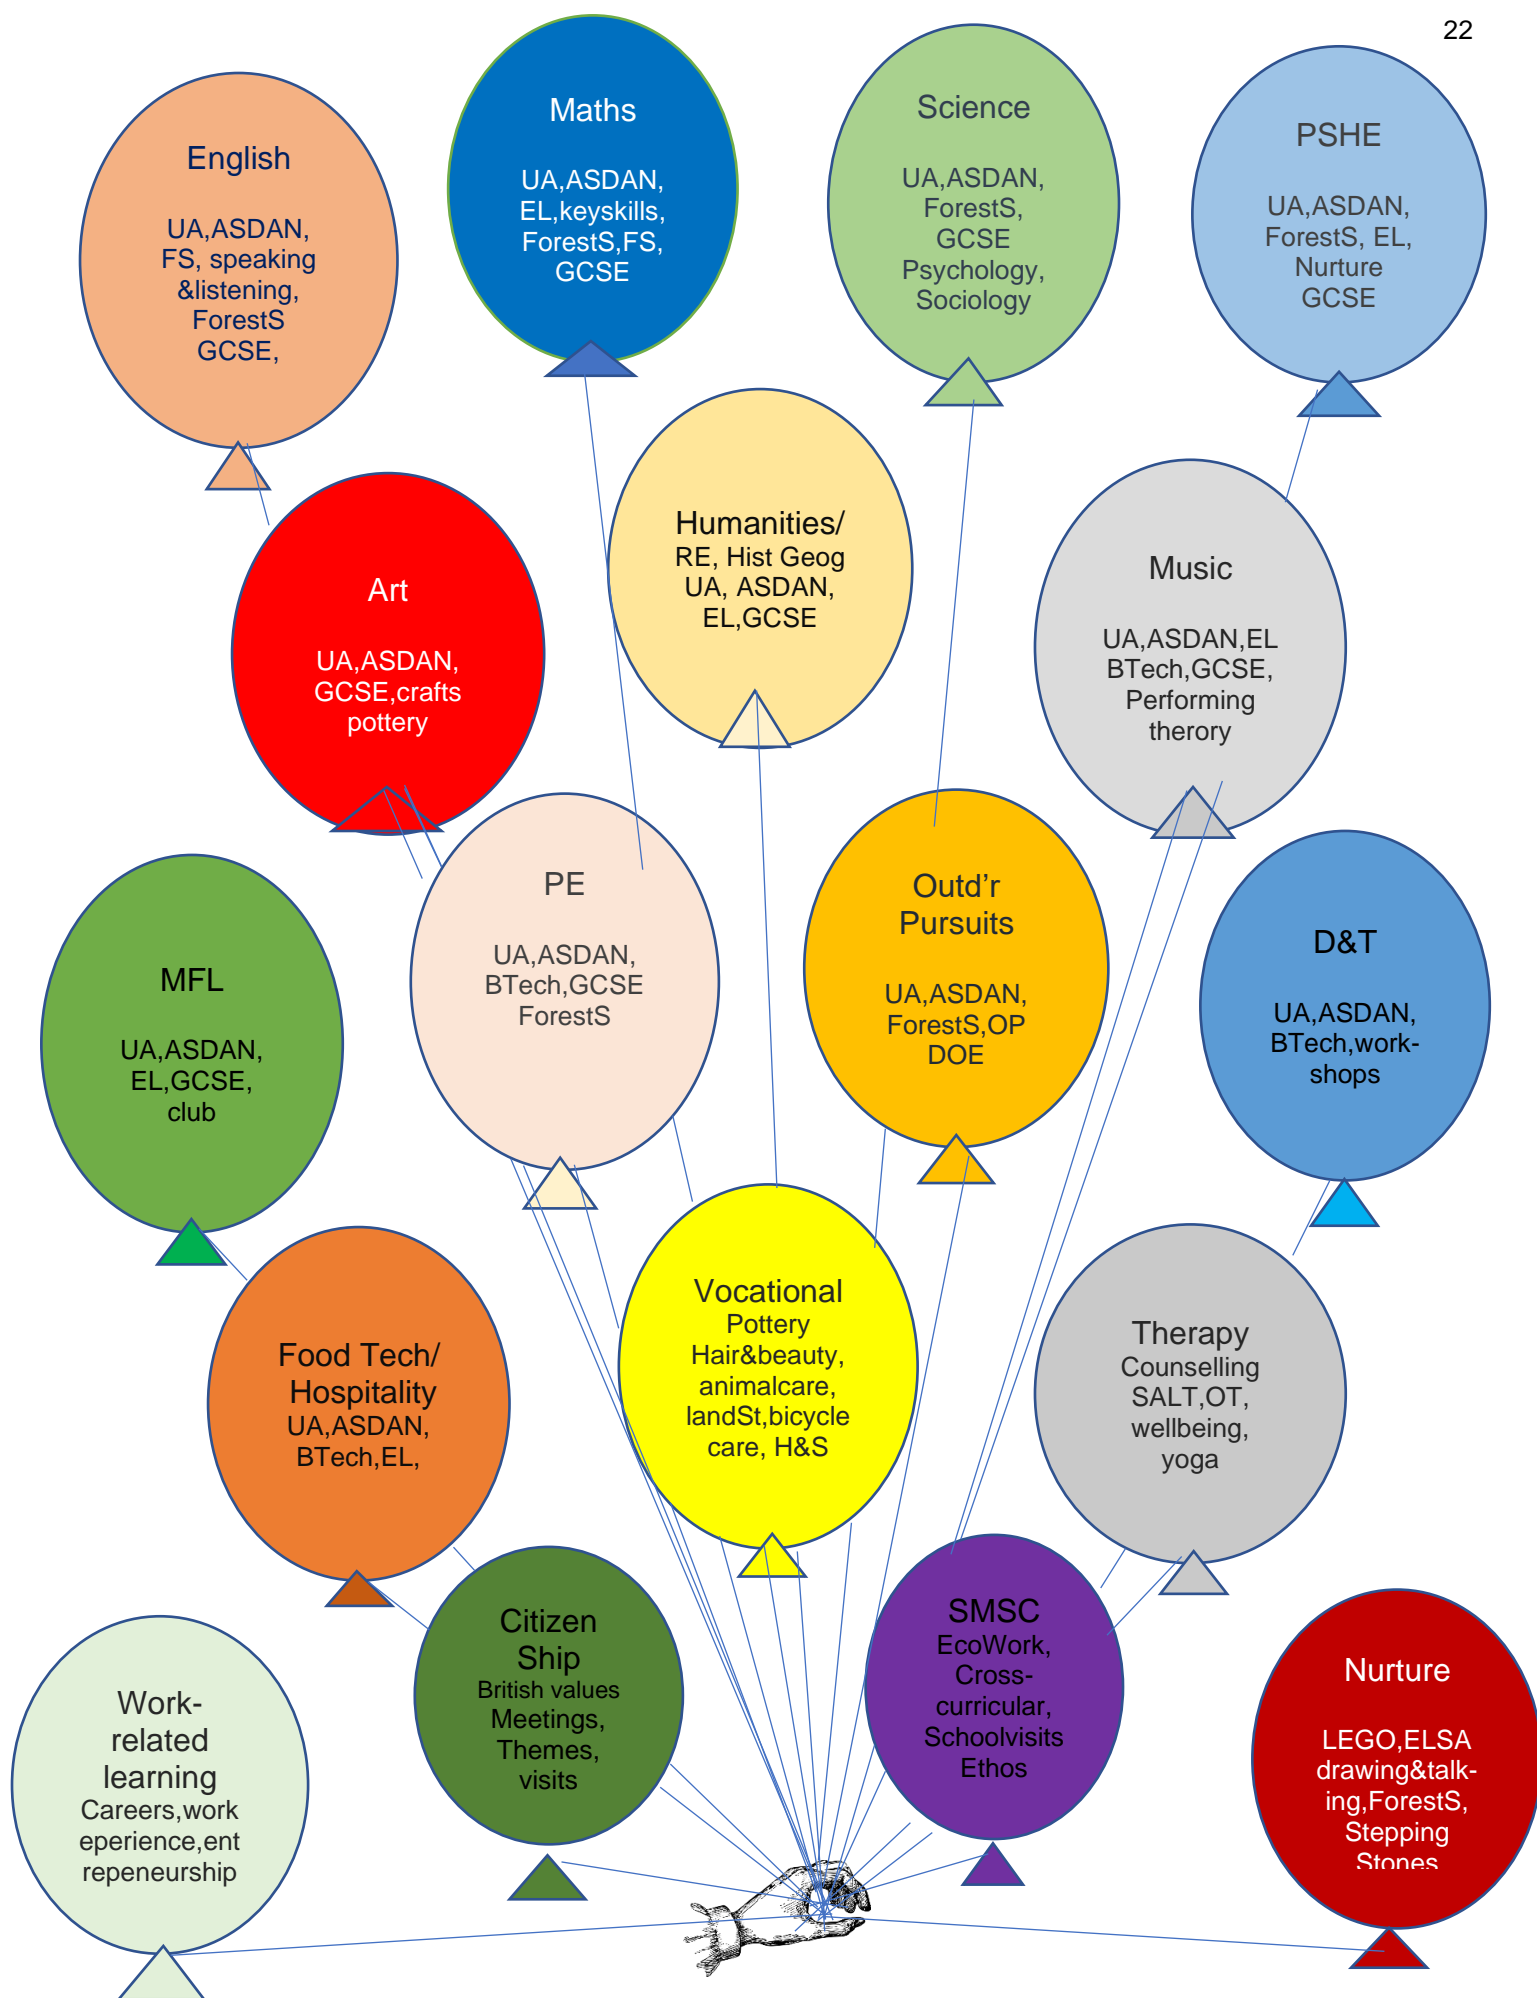 22
English
UA,ASDAN,
FS, speaking
&listening,
ForestS
GCSE,
Maths
UA,ASDAN,
EL,keyskills,
ForestS,FS,
GCSE
Science
UA,ASDAN,
ForestS,
GCSE
Psychology,
Sociology
PSHE
UA,ASDAN,
ForestS, EL,
Nurture
GCSE
Art
UA,ASDAN,
GCSE,crafts
pottery
Humanities/
RE, Hist Geog
UA, ASDAN,
EL,GCSE
Music
UA,ASDAN,EL
BTech,GCSE,
Performing
therory
MFL
UA,ASDAN,
EL,GCSE,
club
PE
UA,ASDAN,
BTech,GCSE
ForestS
Outd'r
Pursuits
UA,ASDAN,
ForestS,OP
DOE
D&T
UA,ASDAN,
BTech,work-
shops
Food Tech/
Hospitality
UA,ASDAN,
BTech,EL,
Vocational
Pottery
Hair&beauty,
animalcare,
landSt,bicycle
care, H&S
Therapy
Counselling
SALT,OT,
wellbeing,
yoga
Work-
related
learning
Careers,work
eperience,ent
repeneurship
Citizen
Ship
British values
Meetings,
Themes,
visits
SMSC
EcoWork,
Cross-
curricular,
Schoolvisits
Ethos
Nurture
LEGO,ELSA
drawing&talk-
ing,ForestS,
Stepping
Stones